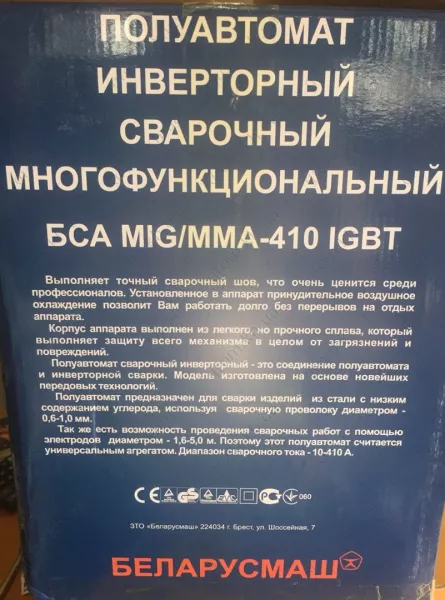 ПОЛУАВТОМАТ
ИНВЕРТОРНЫЙ
СВАРОЧНЫЙ
МНОГОФУНКЦИОНАЛЬНЫЙ
БСА MIG/MMA-410 IGBT
Выполняет точный сварочный шов, что очень ценится среди
профессионалов. Установленное в аппарат принудительное воздушное
охлаждение позволит Вам работать долго без перерывов на отдых
аппарата.
Корпус аппарата выполнен из легкого, но прочного сплава, который
выполняет защиту всего механизма в целом от загрязнений и
повреждений.
Полуавтомат сварочный инверторный - это соединение полуавтомата
и инверторной сварки. Модель изготовлена на основе новейших
передовых технологий.
Полуавтомат предназначен для сварки изделий из стали с низким
содержанием углерода, используя сварочную проволоку диаметром -
0,6-1,0 мм.
Так же есть возможность проведения сварочных работ с помощью
электродов диаметром - 1,6-5,0 м. Поэтому этот полуавтомат считается
универсальным агрегатом. Диапазон сварочного тока - 10-410 А.
CE GS EMC 060
ЗТО «Беларусмаш» 224034 г. Брест, ул. Шоссейная, 7
БЕЛАРУСМАШ